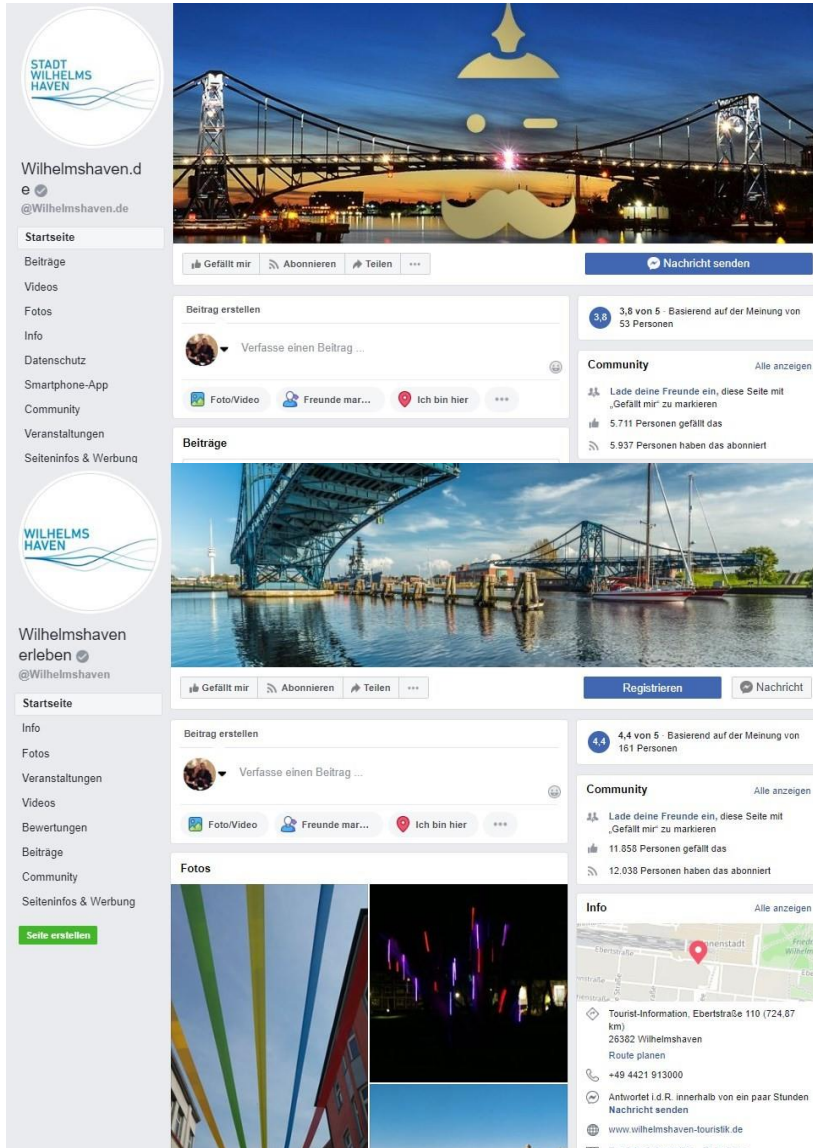 STADT
WILHELMS
HAVEN
Wilhelmshaven.d
e
@Wilhelmshaven.de
Startseite
Beiträge
Videos
Fotos
Info
Datenschutz
Smartphone-App
Community
Veranstaltungen
Seiteninfos & Werbung
Gefällt mir
Abonnieren
Teilen
Nachricht senden
Beitrag erstellen
Verfasse einen Beitrag ...
Foto/Video
Freunde mar...
Ich bin hier
Beiträge
3,8
3,8 von 5 · Basierend auf der Meinung von
53 Personen
Community
Alle anzeigen
Lade deine Freunde ein, diese Seite mit
„Gefällt mir“ zu markieren
5.711 Personen gefällt das
5.937 Personen haben das abonniert
WILHELMS
HAVEN
Wilhelmshaven
erleben
@Wilhelmshaven
Startseite
Info
Fotos
Veranstaltungen
Videos
Bewertungen
Beiträge
Community
Seiteninfos & Werbung
Seite erstellen
Gefällt mir
Abonnieren
Teilen
Registrieren
Nachricht
Beitrag erstellen
Verfasse einen Beitrag ...
Foto/Video
Freunde mar...
Ich bin hier
Fotos
4,4
4,4 von 5 · Basierend auf der Meinung von
161 Personen
Community
Alle anzeigen
Lade deine Freunde ein, diese Seite mit
„Gefällt mir“ zu markieren
11.858 Personen gefällt das
12.038 Personen haben das abonniert
Info
Alle anzeigen
Ebertstraße
Tourist-Information, Ebertstraße 110 (724,87
km)
26382 Wilhelmshaven
Route planen
+49 4421 913000
Antwortet i.d.R. innerhalb von ein paar Stunden
Nachricht senden
www.wilhelmshaven-touristik.de